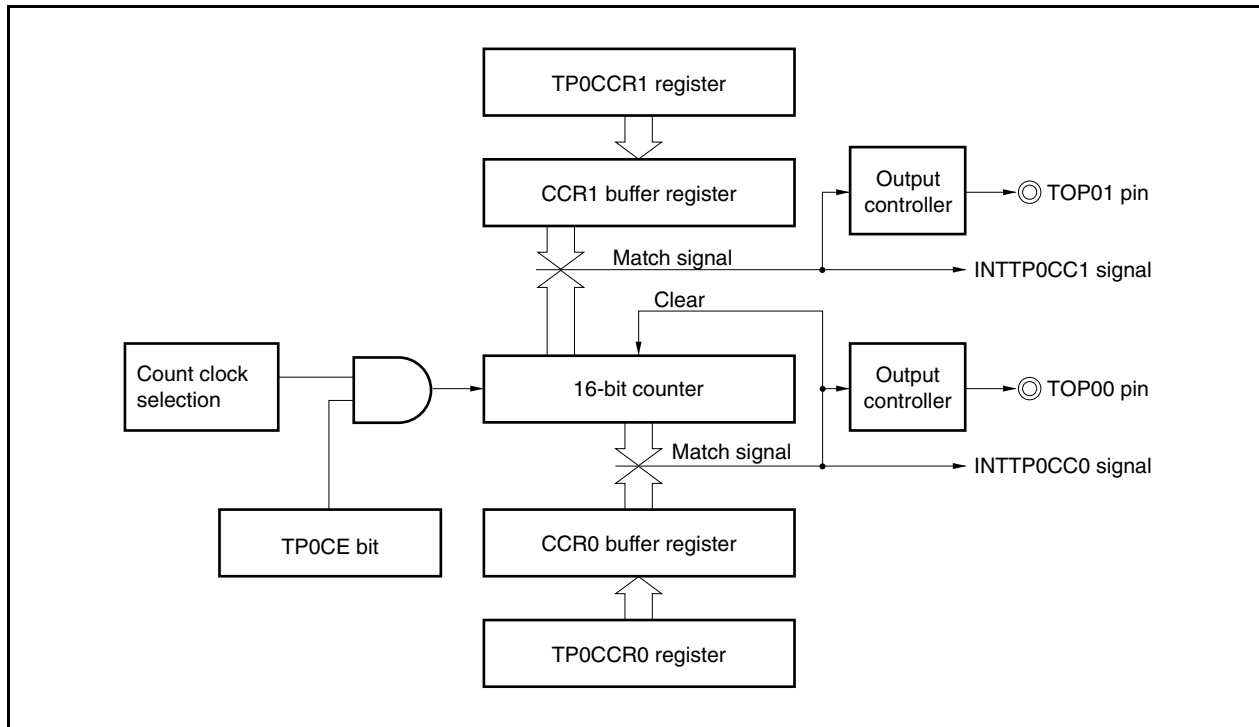 TP0CCR1 register
CCR1 buffer register
Output
controller
TOP01 pin
Match signal
INTTP0CC1 signal
Clear
Count clock
selection
16-bit counter
Output
controller
TOP00 pin
Match signal
INTTP0CC0 signal
TP0CE bit
CCR0 buffer register
TP0CCR0 register